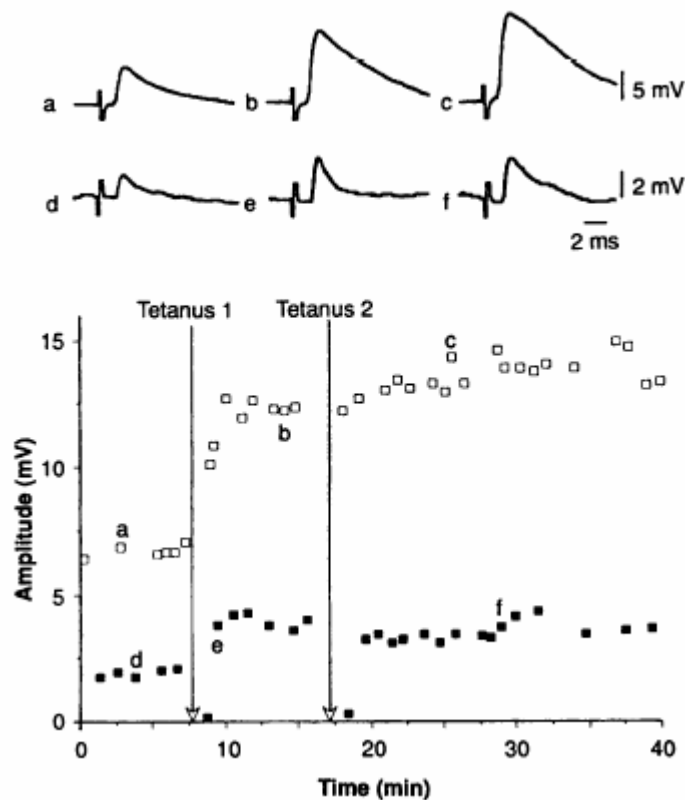 a b c 5 mV
d e f 2 mV
2 ms
Tetanus 1 Tetanus 2
15
10
5
0
Amplitude (mV)
a
b
c
d
e
f
0 10 20 30 40
Time (min)